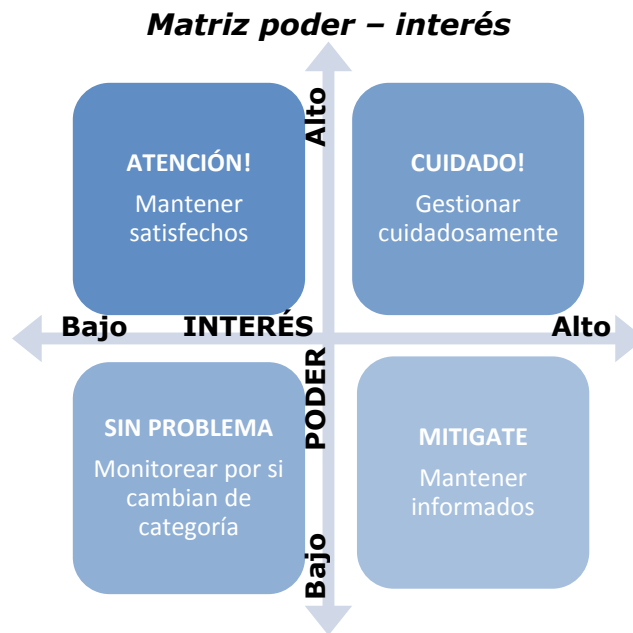 Matriz poder – interés
Alto
ATENCIÓN!
Mantener
satisfechos
CUIDADO!
Gestionar
cuidadosamente
Bajo
INTERÉS
Alto
PODER
SIN PROBLEMA
Monitorear por si
cambian de
categoría
MITIGATE
Mantener
informados
Bajo